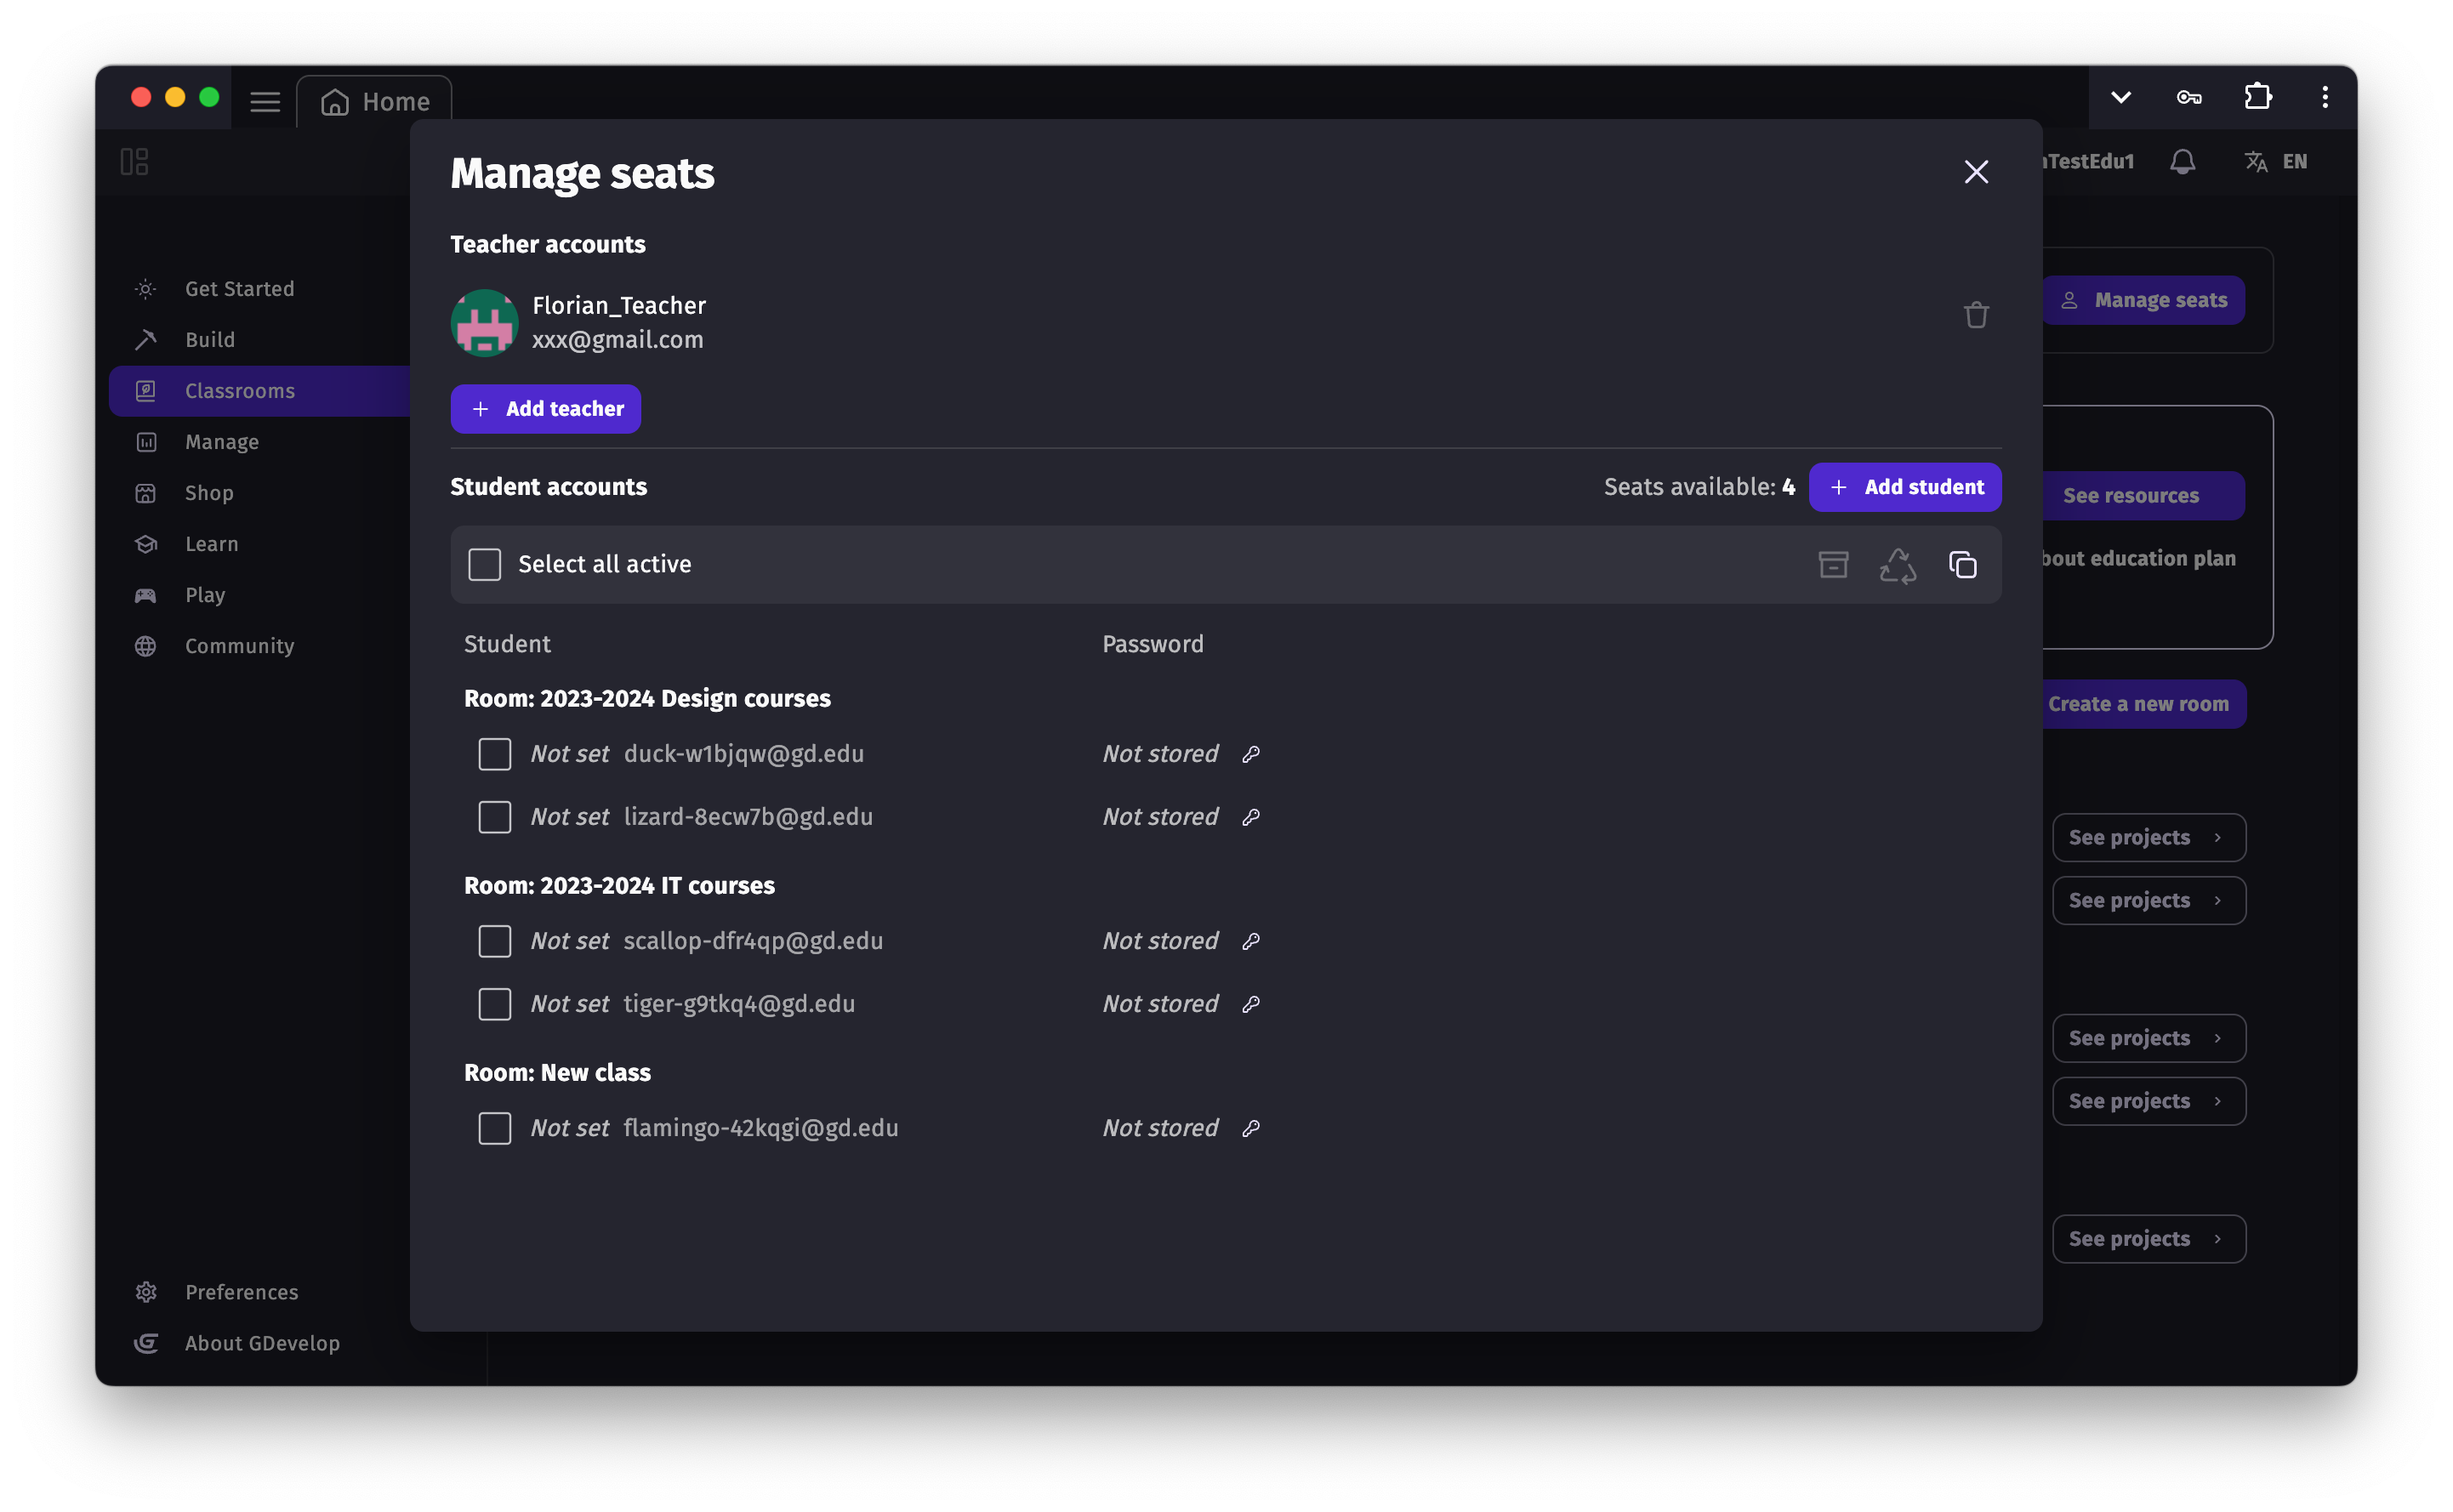 Home
nTestEdu1
EN
Manage seats
Teacher accounts
Florian_Teacher
xxx@gmail.com
Add teacher
Student accounts
Seats available: 4
Add student
Select all active
Student
Password
Room: 2023-2024 Design courses
Not set duck-w1bjqw@gd.edu Not stored
Not set lizard-8ecw7b@gd.edu Not stored
Room: 2023-2024 IT courses
Not set scallop-dfr4qp@gd.edu Not stored
Not set tiger-g9tkq4@gd.edu Not stored
Room: New class
Not set flamingo-42kqgi@gd.edu Not stored
Get Started
Build
Classrooms
Manage
Shop
Learn
Play
Community
Preferences
About GDevelop
Manage seats
See resources
bout education plan
Create a new room
See projects
See projects
See projects
See projects
See projects